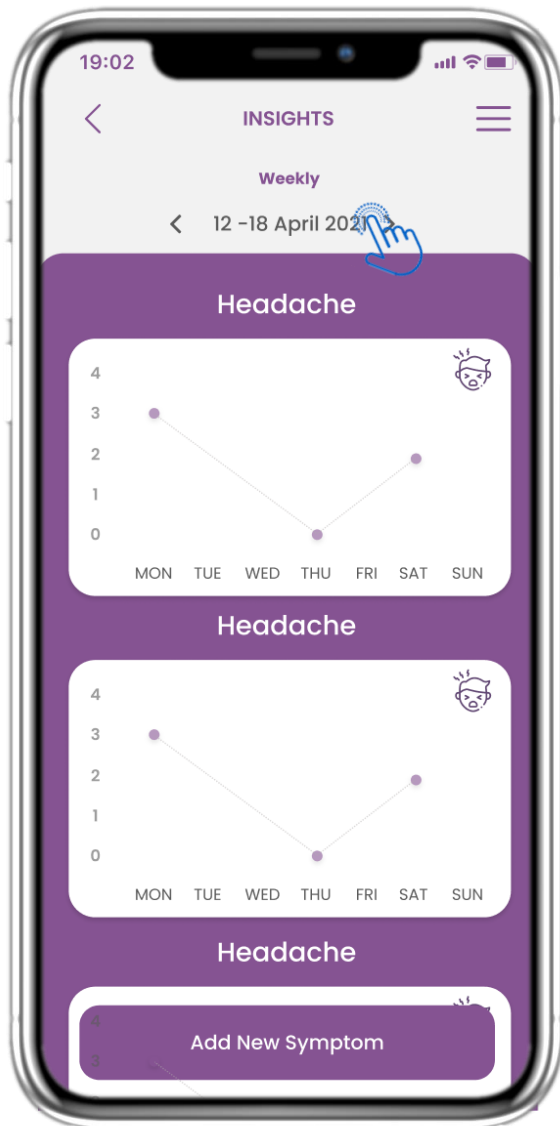 19:02
INSIGHTS
Weekly
12 -18 April 2021
Headache
4
3
2
1
0
MON TUE WED THU FRI SAT SUN
Headache
4
3
2
1
0
MON TUE WED THU FRI SAT SUN
Headache
4
Add New Symptom
3